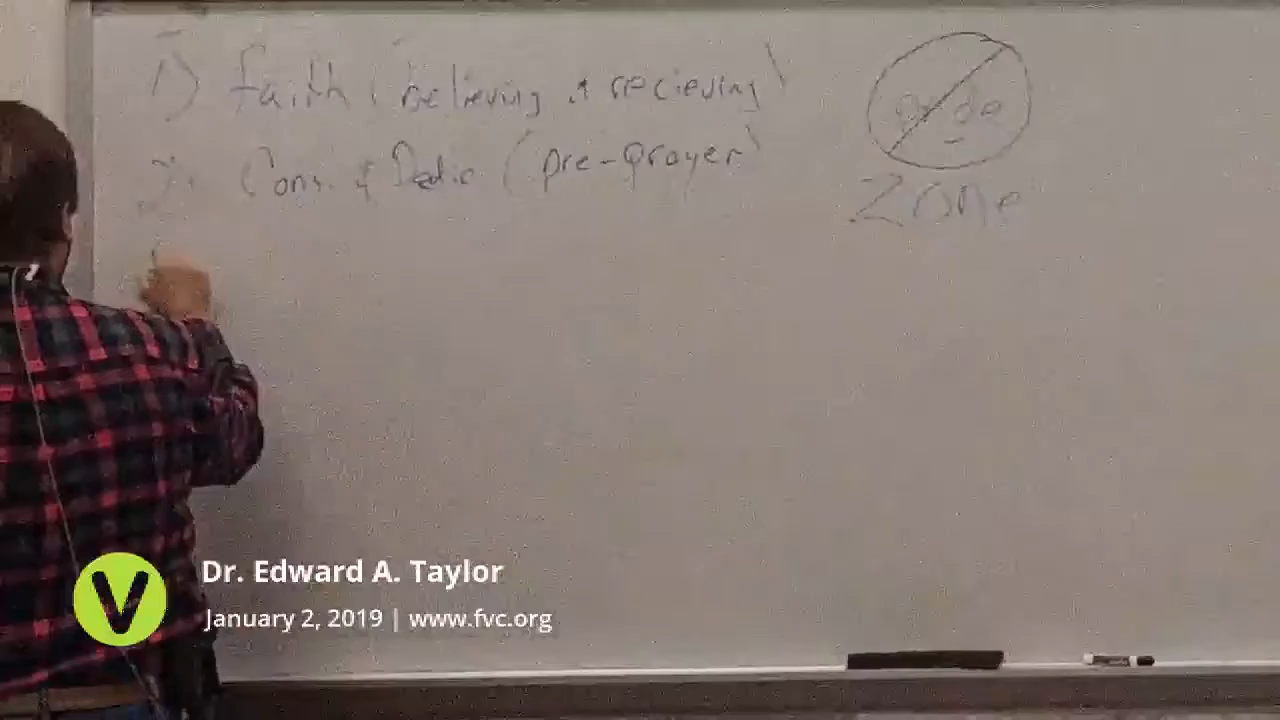 1) Faith (believing & recieving)
2) Cons. & Dedic (pre-prayer)
Pride
Zone
V
Dr. Edward A. Taylor
January 2, 2019 | www.fvc.org